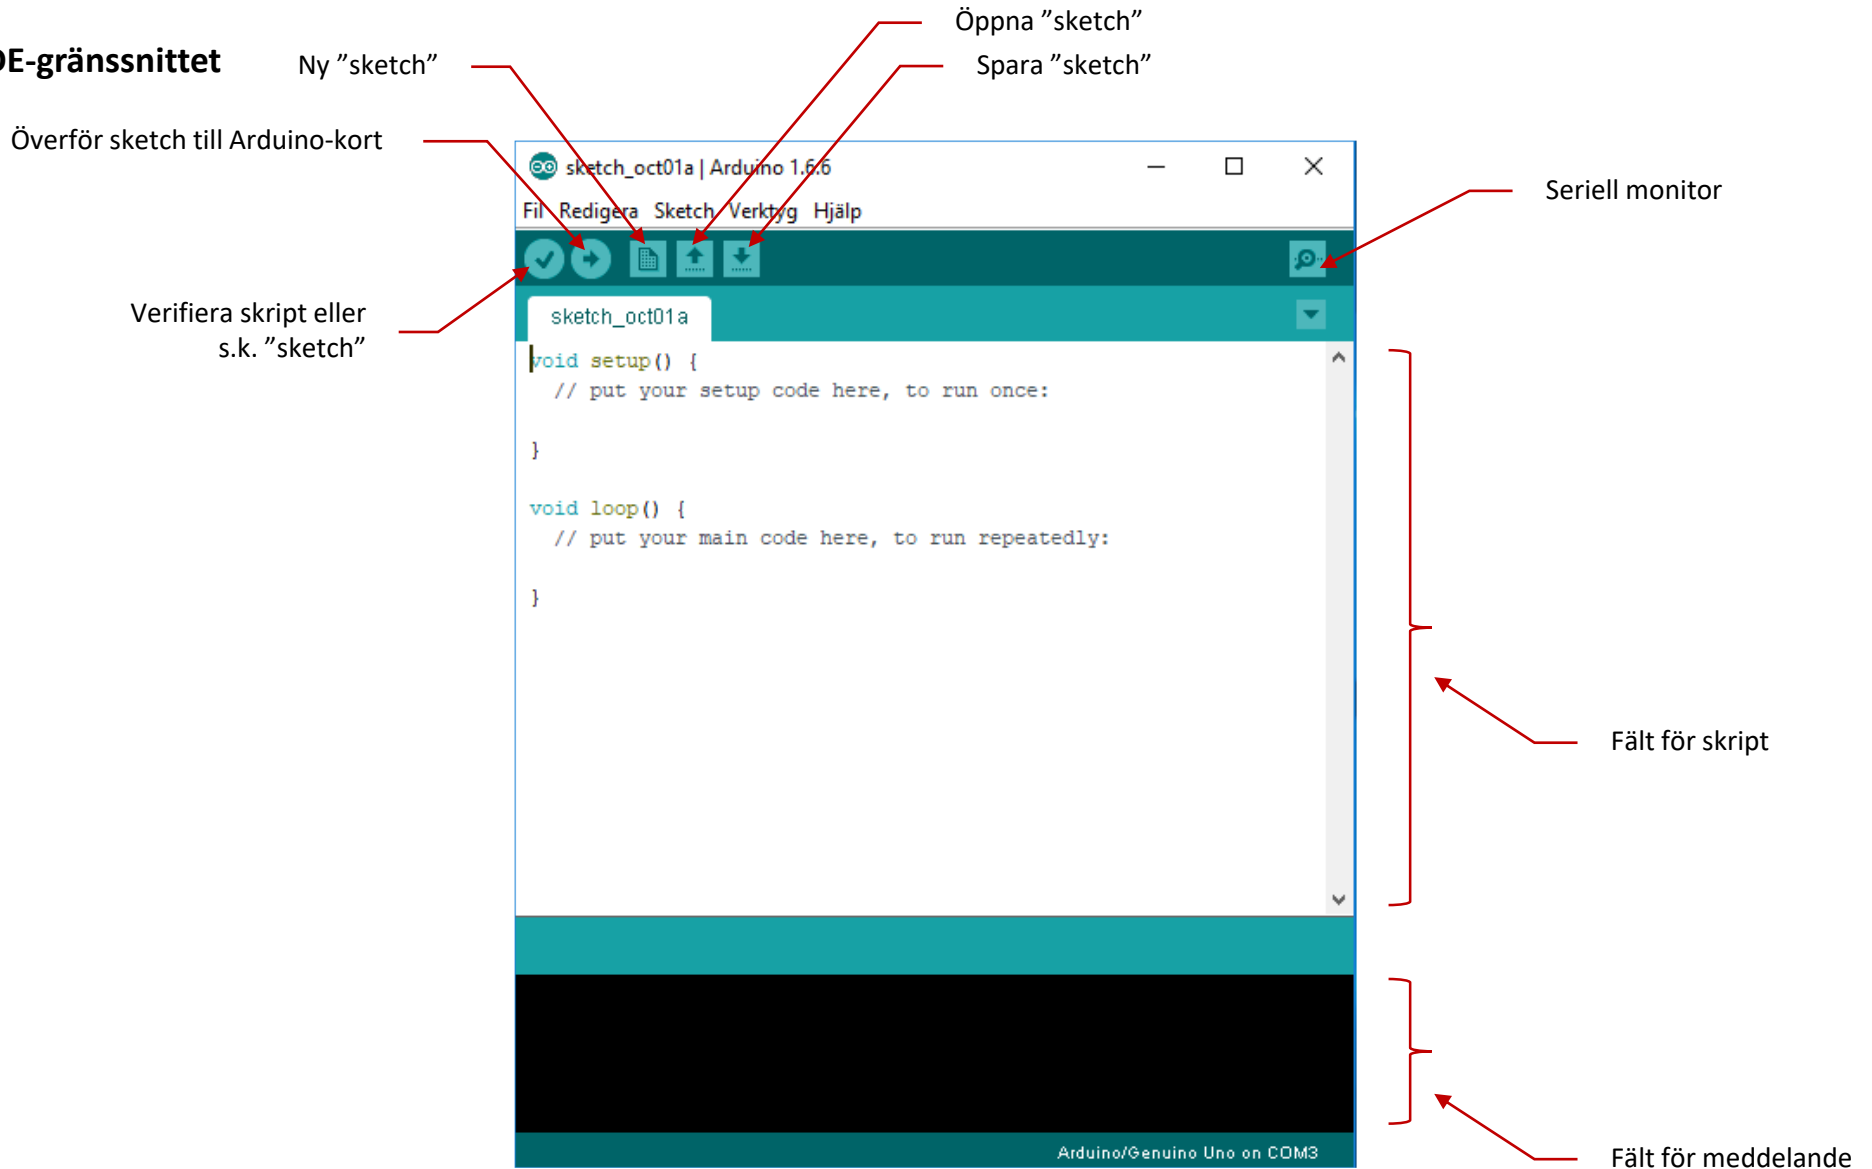 Öppna ”sketch”
DE-gränssnittet
Ny ”sketch”
Spara ”sketch”
Överför sketch till Arduino-kort
sketch_oct01a | Arduino 1.6.6
Fil Redigera Sketch Verktyg Hjälp
Seriell monitor
Verifiera skript eller
s.k. ”sketch”
sketch_oct01a
void setup() {
// put your setup code here, to run once:
}
void loop() {
// put your main code here, to run repeatedly:
}
Fält för skript
Arduino/Genuino Uno on COM3
Fält för meddelande